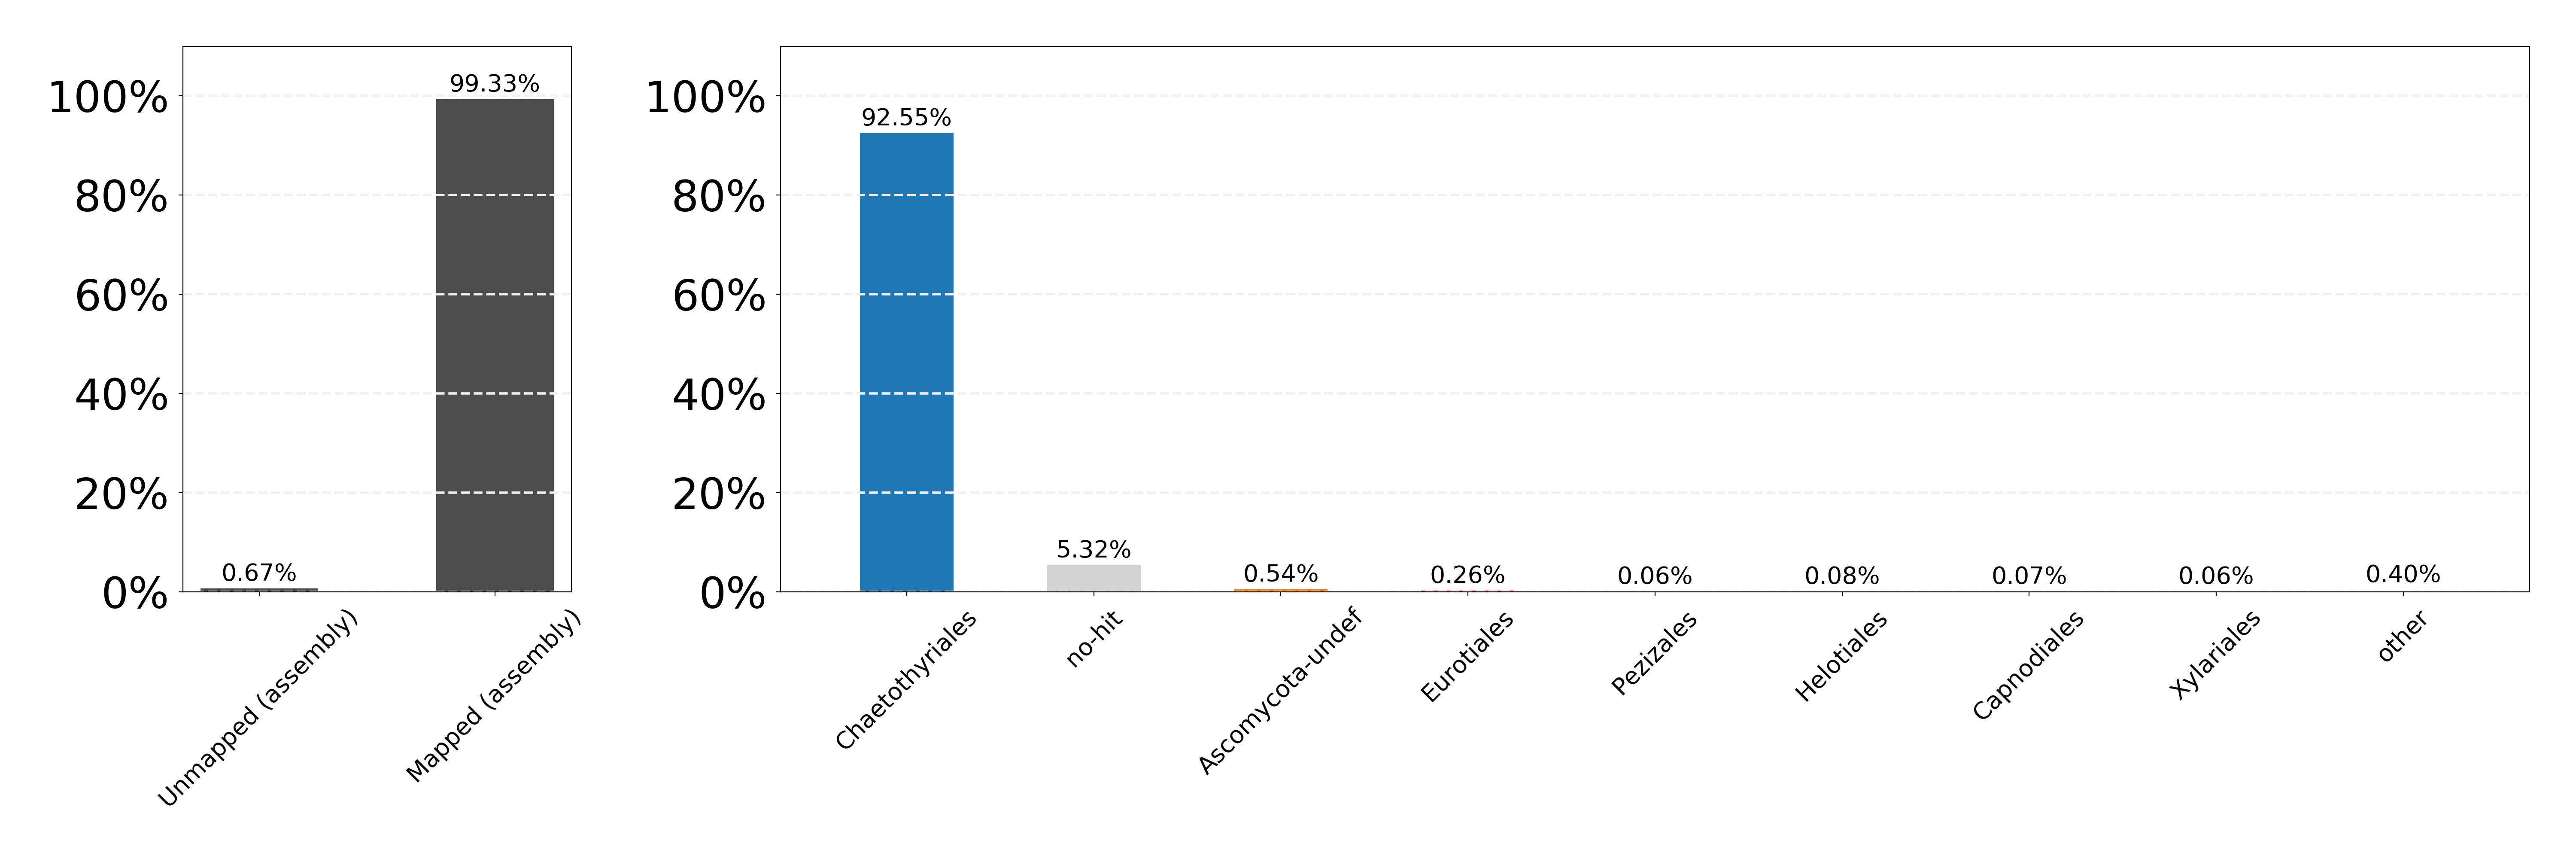 100%
80%
60%
40%
20%
0%
0.67%
99.33%
Unmapped (assembly)
Mapped (assembly)
100%
80%
60%
40%
20%
0%
92.55%
5.32%
0.54%
0.26%
0.06%
0.08%
0.07%
0.06%
0.40%
Chaetothyriales
no-hit
Ascomycota-undef
Eurotiales
Pezizales
Helotiales
Capnodiales
Xylariales
other